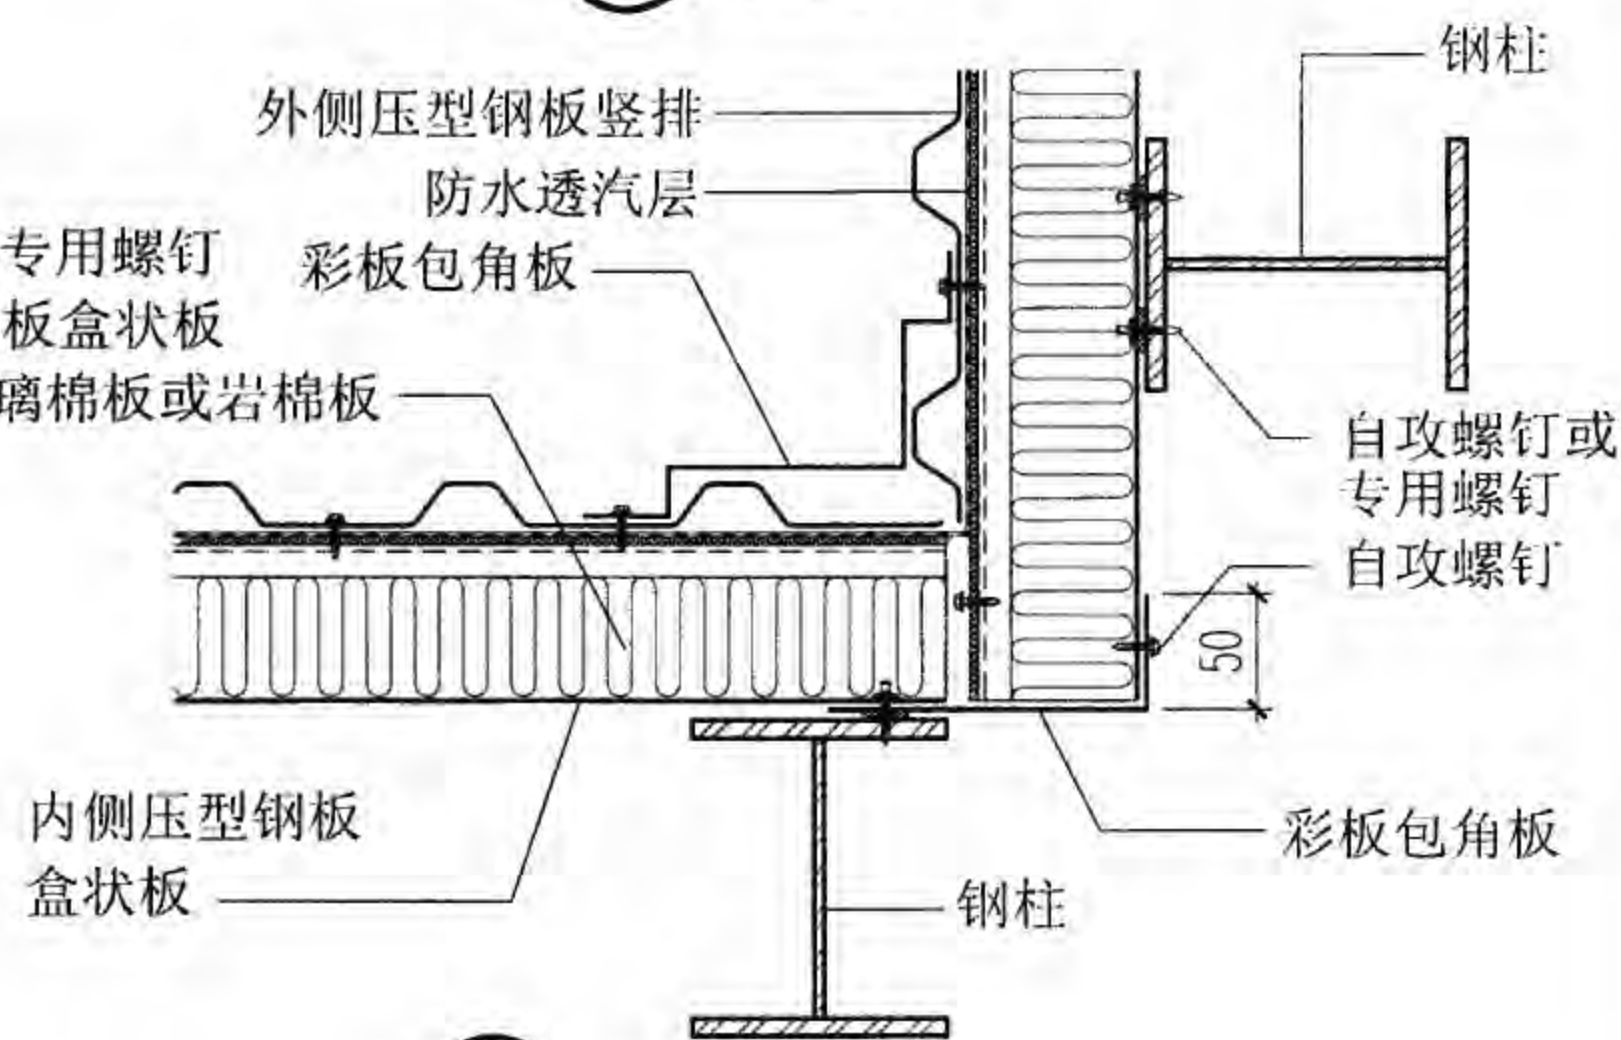 钢柱
外侧压型钢板竖排
防水透汽层
专用螺钉
彩板包角板
板盒状板
璃棉板或岩棉板
自攻螺钉或
专用螺钉
自攻螺钉
50
内侧压型钢板
盒状板
彩板包角板
钢柱